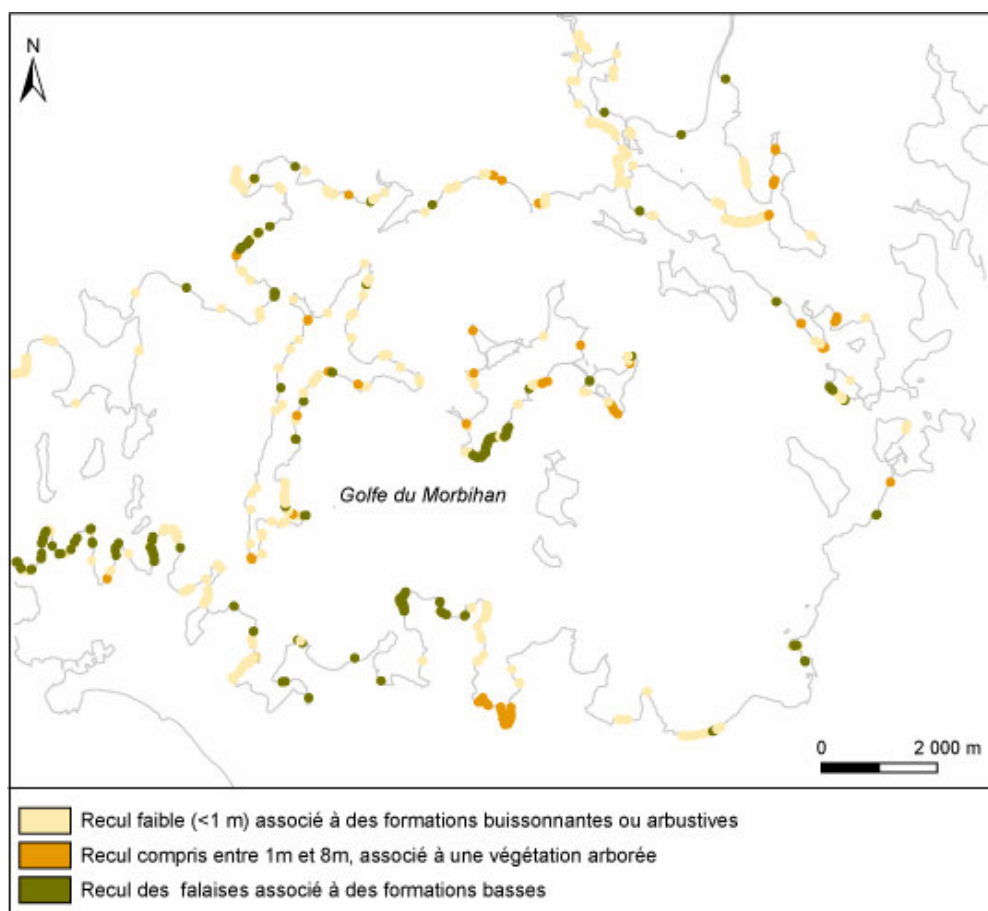 N
Golfe du Morbihan
0 2 000 m
Recul faible (<1 m) associé à des formations buissonnantes ou arbustives
Recul compris entre 1m et 8m, associé à une végétation arborée
Recul des falaises associé à des formations basses